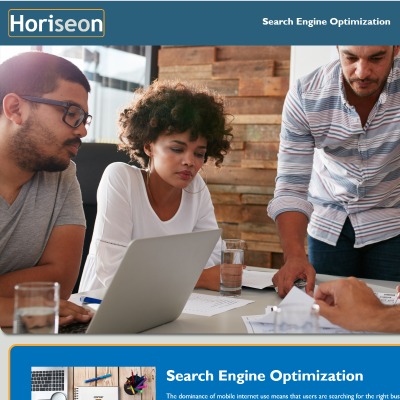 Horiseon
Search Engine Optimization
Search Engine Optimization
The dominance of mobile internet use means that users are searching for the right bus